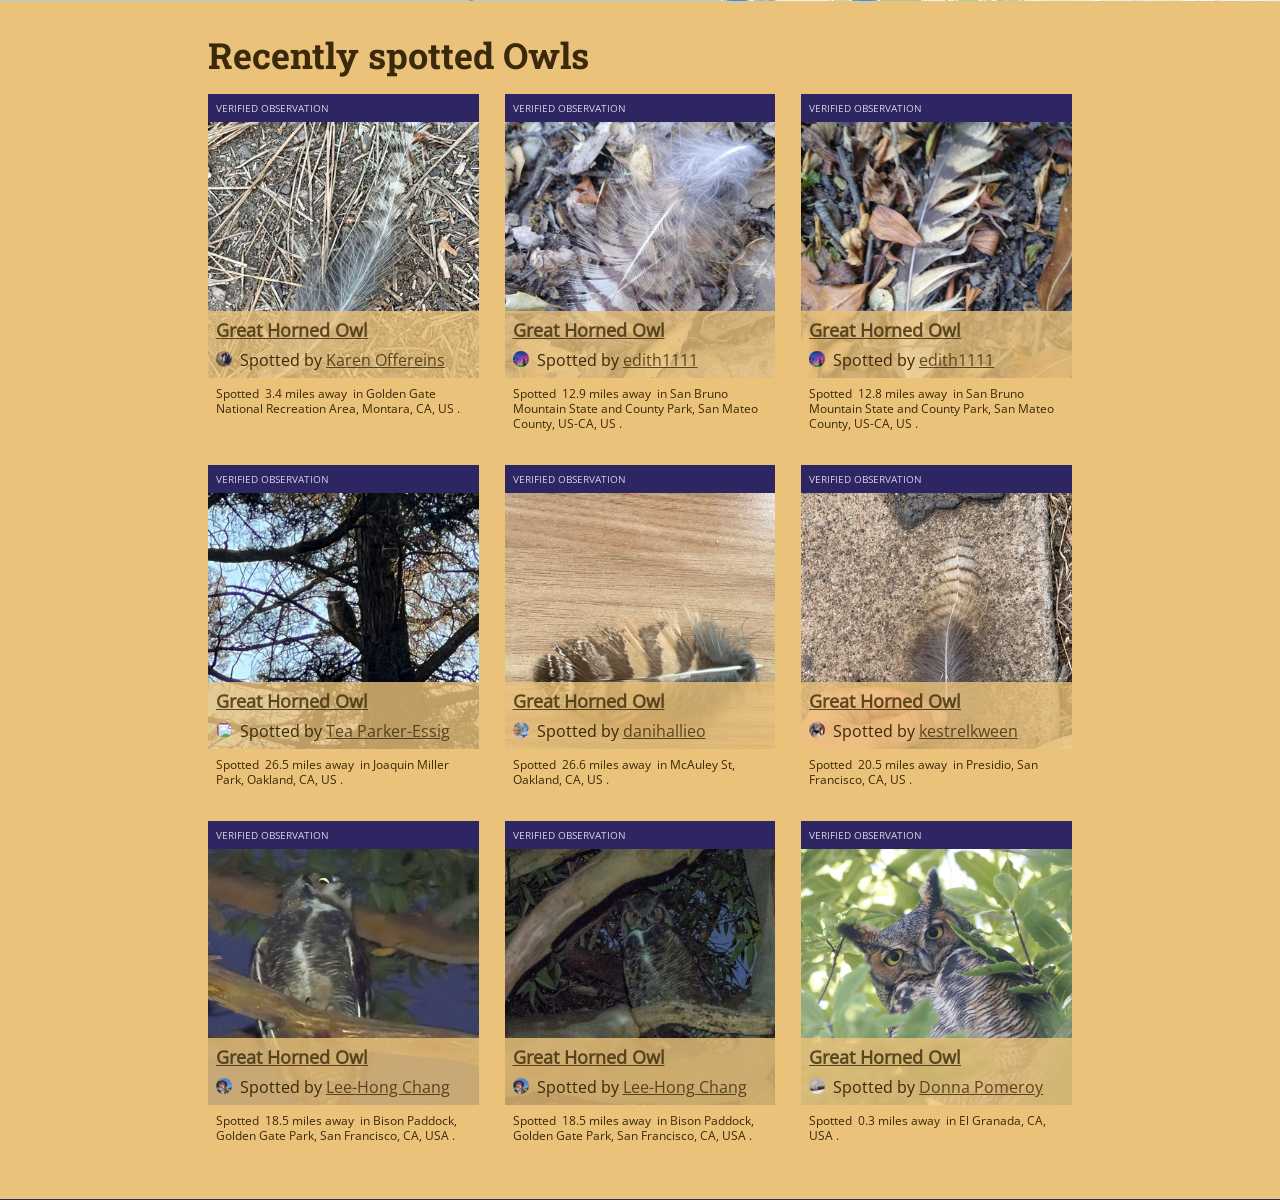 Recently spotted Owls
VERIFIED OBSERVATION
Great Horned Owl
Spotted by Karen Offereins
Spotted 3.4 miles away in Golden Gate
National Recreation Area, Montara, CA, US .
VERIFIED OBSERVATION
Great Horned Owl
Spotted by edith1111
Spotted 12.9 miles away in San Bruno
Mountain State and County Park, San Mateo
County, US-CA, US .
VERIFIED OBSERVATION
Great Horned Owl
Spotted by edith1111
Spotted 12.8 miles away in San Bruno
Mountain State and County Park, San Mateo
County, US-CA, US .
VERIFIED OBSERVATION
Great Horned Owl
Spotted by Tea Parker-Essig
Spotted 26.5 miles away in Joaquin Miller
Park, Oakland, CA, US .
VERIFIED OBSERVATION
Great Horned Owl
Spotted by danihallieo
Spotted 26.6 miles away in McAuley St,
Oakland, CA, US .
VERIFIED OBSERVATION
Great Horned Owl
Spotted by kestrelkween
Spotted 20.5 miles away in Presidio, San
Francisco, CA, US .
VERIFIED OBSERVATION
Great Horned Owl
Spotted by Lee-Hong Chang
Spotted 18.5 miles away in Bison Paddock,
Golden Gate Park, San Francisco, CA, USA .
VERIFIED OBSERVATION
Great Horned Owl
Spotted by Lee-Hong Chang
Spotted 18.5 miles away in Bison Paddock,
Golden Gate Park, San Francisco, CA, USA .
VERIFIED OBSERVATION
Great Horned Owl
Spotted by Donna Pomeroy
Spotted 0.3 miles away in El Granada, CA,
USA .